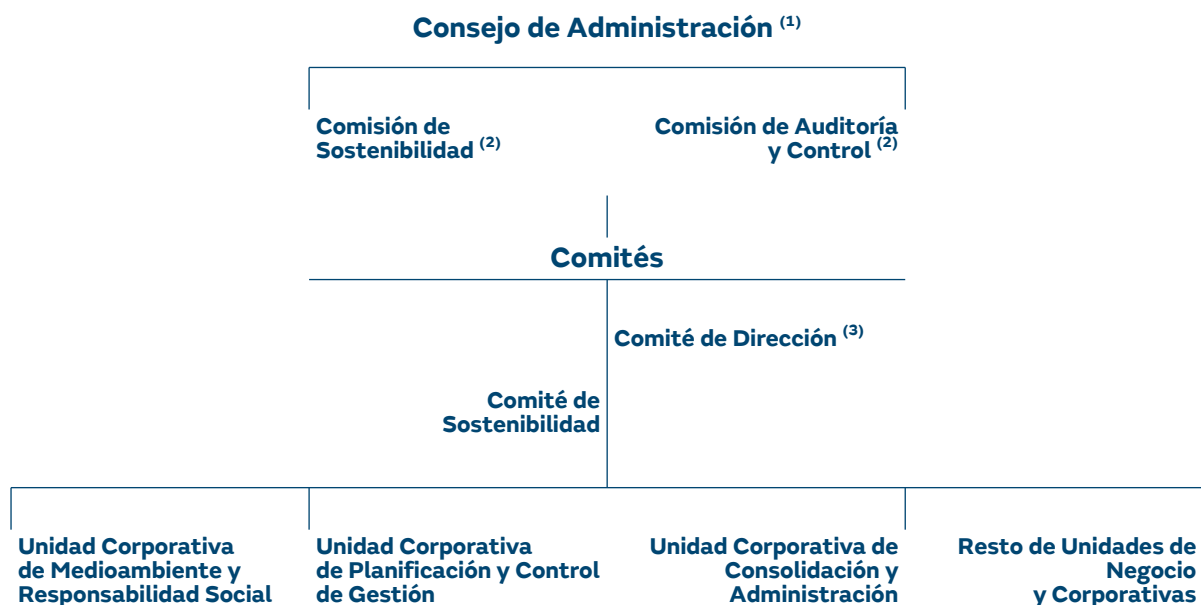 Consejo de Administración (1)
Comisión de
Sostenibilidad (2)
Comisión de Auditoría
y Control (2)
Comités
Comité de Dirección (3)
Comité de
Sostenibilidad
Unidad Corporativa
de Medioambiente y
Responsabilidad Social
Unidad Corporativa
de Planificación y Control
de Gestión
Unidad Corporativa de
Consolidación y
Administración
Resto de Unidades de
Negocio
y Corporativas